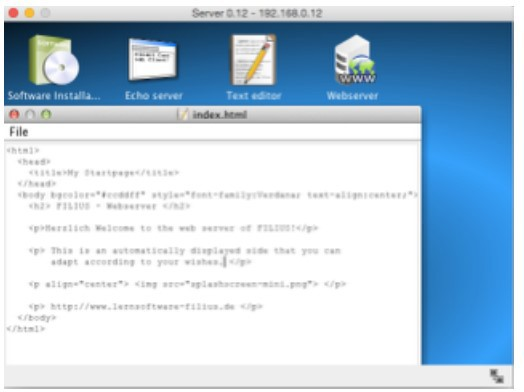 Server 0.12 - 192.168.0.12
Software Installa...
Echo server
Text editor
Webserver
WWW
index.html
File
<html>
<head>
<title>My Startpage</title>
</head>
<body bgcolor="#ccddff" style="font-family:Verdana; text-align:center;">
<h2> FILIUS - Webserver </h2>
<p>Herzlich Welcome to the web server of FILIUS!</p>
<p> This is an automatically displayed side that you can
adapt according to your wishes. </p>
<p align="center"> <img src="splashscreen-mini.png"> </p>
<p> http://www.lernsoftware-filius.de </p>
</body>
</html>